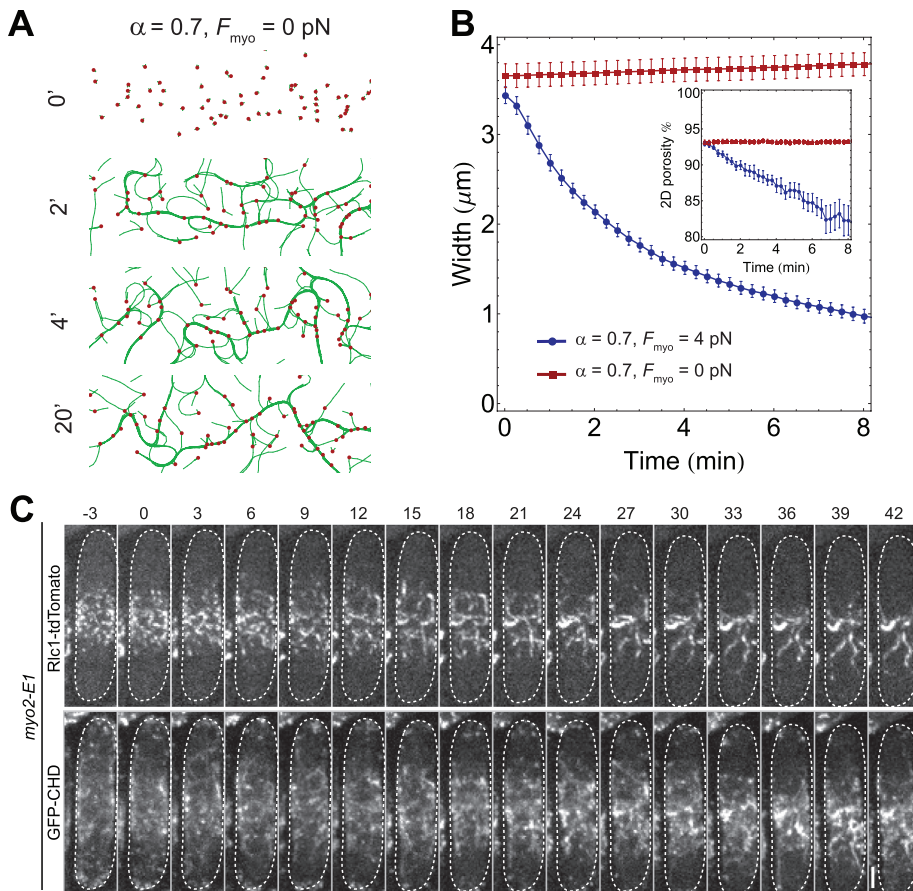 A
α = 0.7, Fmyo = 0 pN
0'
2'
4'
20'
B
4
3
2
1
0
Width (μm)
0 2 4 6 8
Time (min)
100
95
90
85
80
2D porosity %
0 2 4 6 8
Time (min)
α = 0.7, Fmyo = 4 pN
α = 0.7, Fmyo = 0 pN
C
-3 0 3 6 9 12 15 18 21 24 27 30 33 36 39 42
myo2-E1
Rlc1-tdTomato
GFP-CHD